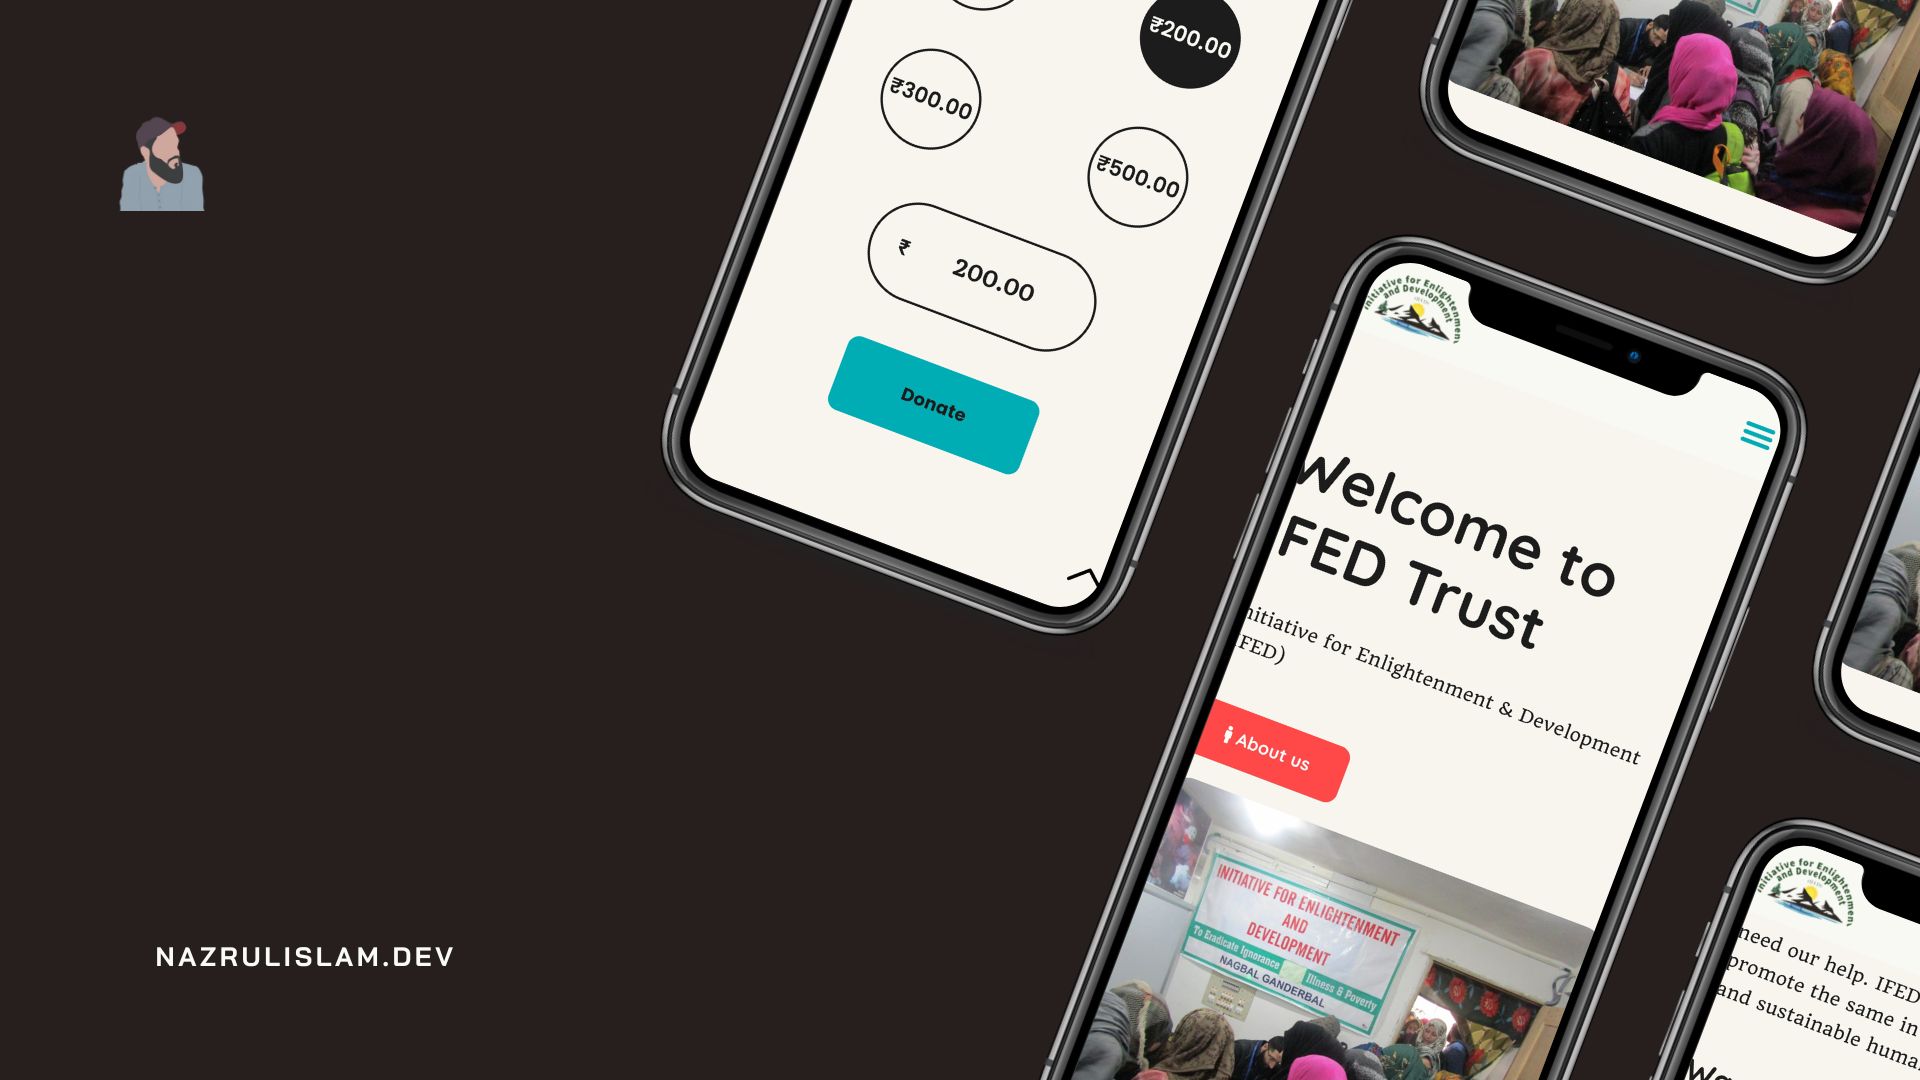 ₹200.00
₹300.00
₹500.00
₹ 200.00
Donate
Initiative for Enlightenment
and Development
Welcome to
FED Trust
nitiative for Enlightenment & Development
IFED)
About us
INITIATIVE FOR ENLIGHTENMENT
AND
DEVELOPMENT
To Eradicate Ignorance Illness & Poverty
NAGBAL GANDERBAL
Initiative for Enlightenment
and Development
need our help. IFED
promote the same in
and sustainable huma
NAZRULISLAM.DEV